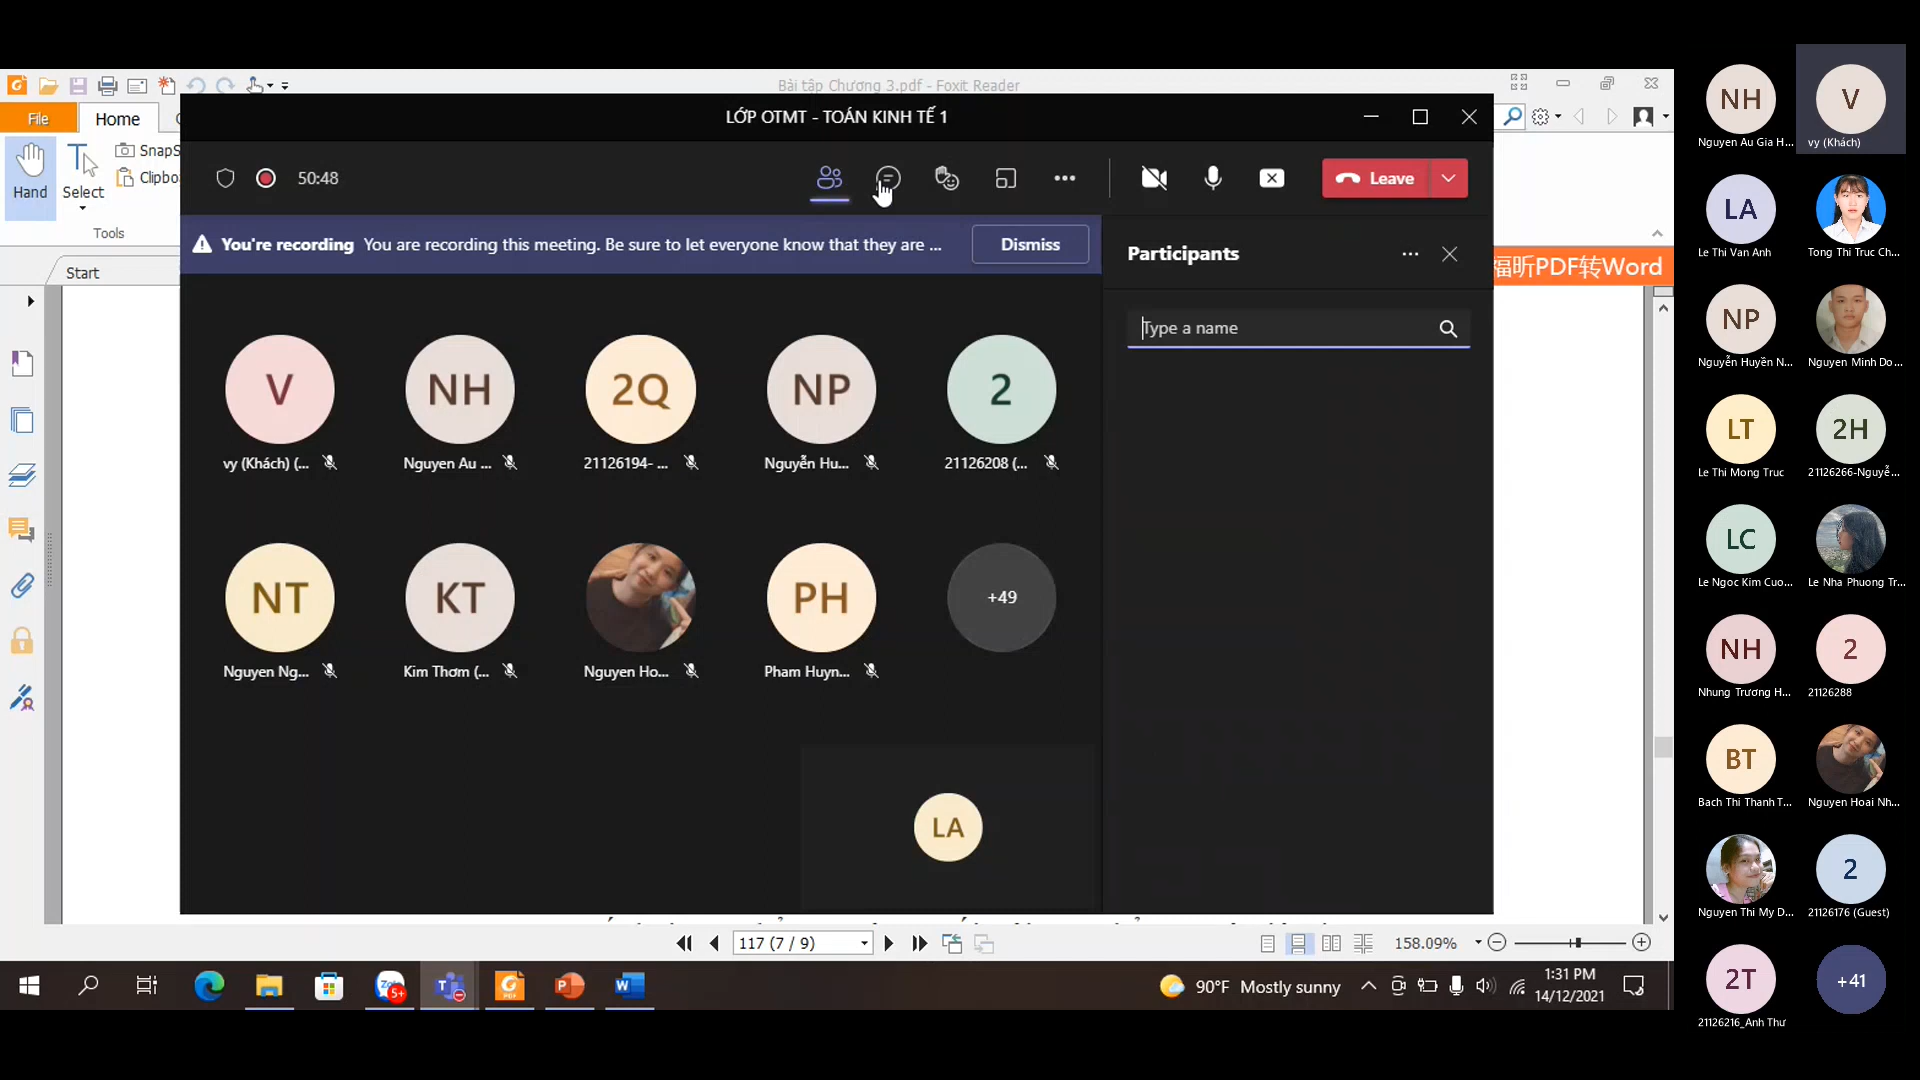 Bài tập Chương 3.pdf - Foxit Reader
File
Home
Hand
Select
SnapS
Clipbo
Tools
Start
福昕PDF转Word
LỚP OTMT - TOÁN KINH TẾ 1
50:48
Leave
You're recording You are recording this meeting. Be sure to let everyone know that they are ...
Dismiss
Participants
Type a name
V
NH
2Q
NP
2
vy (Khách) (...
Nguyen Au ...
21126194- ...
Nguyễn Hu...
21126208 (...
NT
KT
PH
+49
Nguyen Ng...
Kim Thơm (...
Nguyen Ho...
Pham Huyn...
LA
117 (7 / 9)
158.09%
Zalo
5+
90°F Mostly sunny
1:31 PM
14/12/2021
NH
V
Nguyen Au Gia H...
vy (Khách)
LA
Le Thi Van Anh
Tong Thi Truc Ch...
NP
Nguyễn Huyền N...
Nguyen Minh Do...
LT
2H
Le Thi Mong Truc
21126266-Nguyễ...
LC
Le Ngoc Kim Cuo...
Le Nha Phuong Tr...
NH
2
Nhung Trương H...
21126288
BT
Bach Thi Thanh T...
Nguyen Hoai Nh...
2
Nguyen Thi My D...
21126176 (Guest)
2T
+41
21126216_Anh Thư